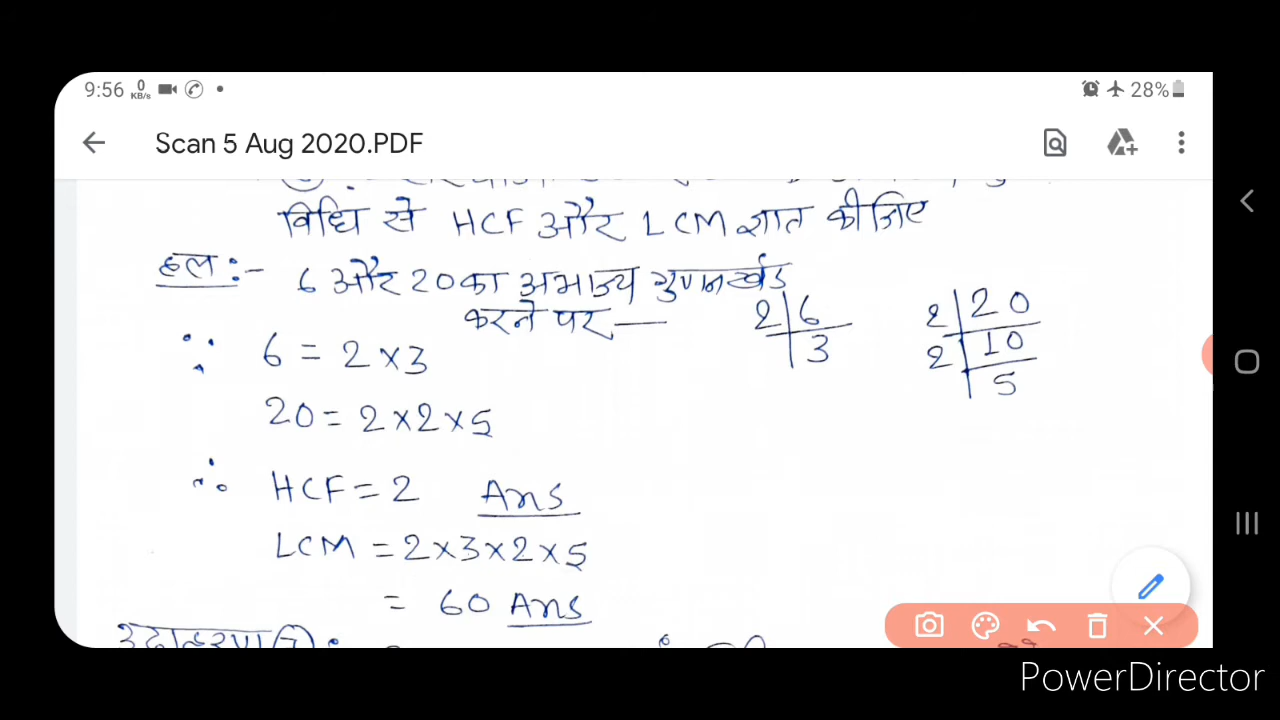 9:56 0 KB/s 28%
Scan 5 Aug 2020.PDF
विधि से HCF और LCM ज्ञात कीजिए
हल :- 6 और 20 का अभाज्य गुणनखंड
करने पर —
2 | 6
3
2 | 20
2 | 10
5
∵ 6 = 2×3
20 = 2×2×5
∴ HCF = 2 Ans
LCM = 2×3×2×5
= 60 Ans
PowerDirector